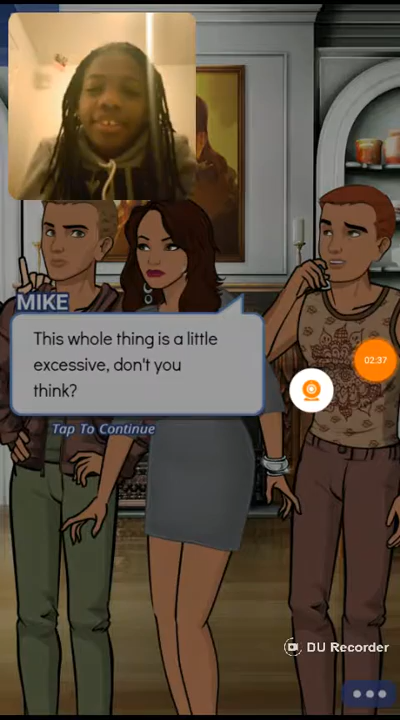 MIKE
This whole thing is a little
excessive, don't you
think?
Tap To Continue
02:37
DU Recorder